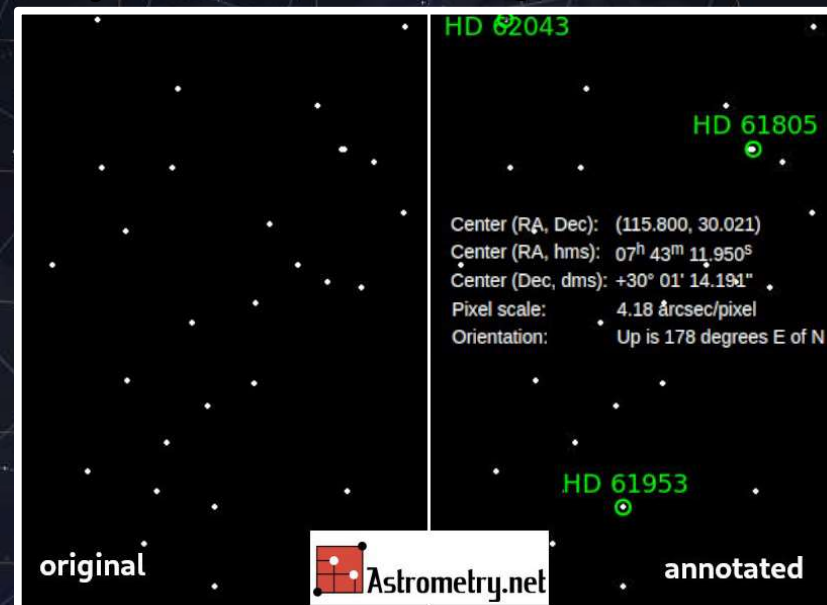 HD 62043
HD 61805
Center (RA, Dec): (115.800, 30.021)
Center (RA, hms): 07h 43m 11.950s
Center (Dec, dms): +30° 01' 14.191"
Pixel scale: 4.18 arcsec/pixel
Orientation: Up is 178 degrees E of N
HD 61953
original
Astrometry.net
annotated